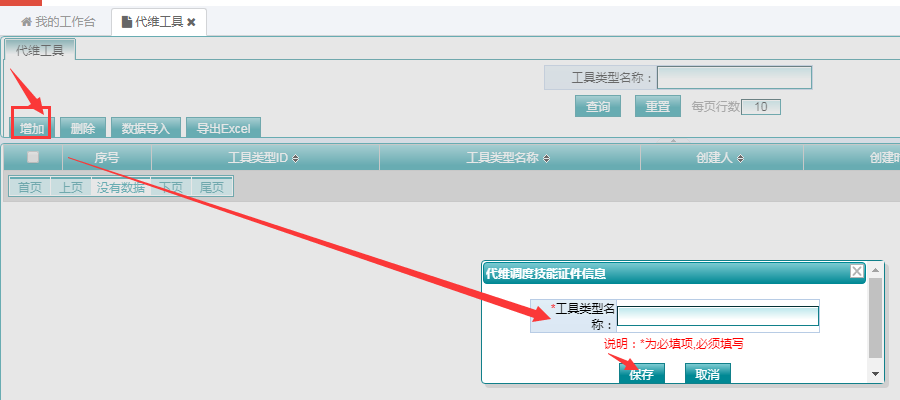 我的工作台 代维工具
代维工具
工具类型名称：
查询 重置 每页行数 10
增加 删除 数据导入 导出Excel
序号 工具类型ID 工具类型名称 创建人 创建时
首页 上页 没有数据 下页 尾页
代维调度技能证件信息
*工具类型名
称：
说明：*为必填项,必须填写
保存 取消